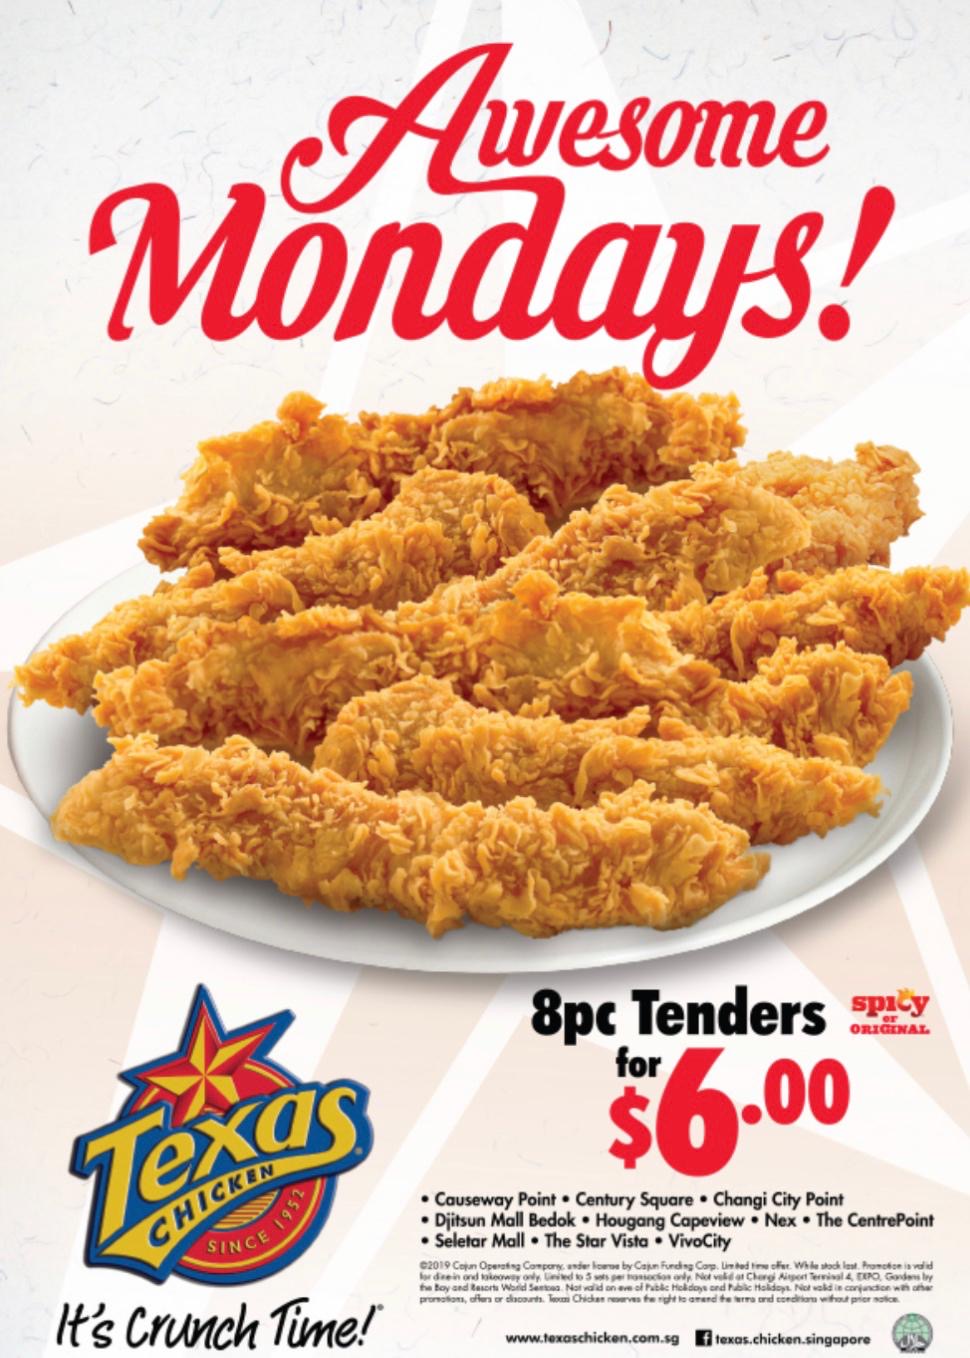 Awesome
Mondays!
8pc Tenders
spicy
or
ORIGINAL
for
$6.00
Texas
CHICKEN
SINCE 1952
It's Crunch Time!®
• Causeway Point • Century Square • Changi City Point
• Djitsun Mall Bedok • Hougang Capeview • Nex • The CentrePoint
• Seletar Mall • The Star Vista • VivoCity
©2019 Cajun Operating Company, under license by Cajun Funding Corp. Limited time offer. While stock last. Promotion is valid
for dine-in and takeaway only. Limited to 5 sets per transaction only. Not valid at Changi Airport Terminal 4, EXPO, Gardens by
the Bay and Resorts World Sentosa. Not valid on eve of Public Holidays and Public Holidays. Not valid in conjunction with other
promotions, offers or discounts. Texas Chicken reserves the right to amend the terms and conditions without prior notice.
www.texaschicken.com.sg
texas.chicken.singapore